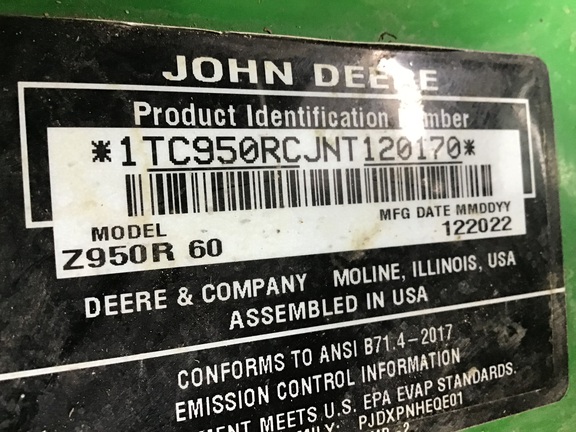 JOHN DEERE
Product Identification Number
*1TC950RCJNT120170*
MODEL
MFG DATE MMDDYY
Z950R 60
122022
DEERE & COMPANY MOLINE, ILLINOIS, USA
ASSEMBLED IN USA
CONFORMS TO ANSI B71.4-2017
EMISSION CONTROL INFORMATION
MEETS U.S. EPA EVAP STANDARDS.
PJDXPNHEQE01